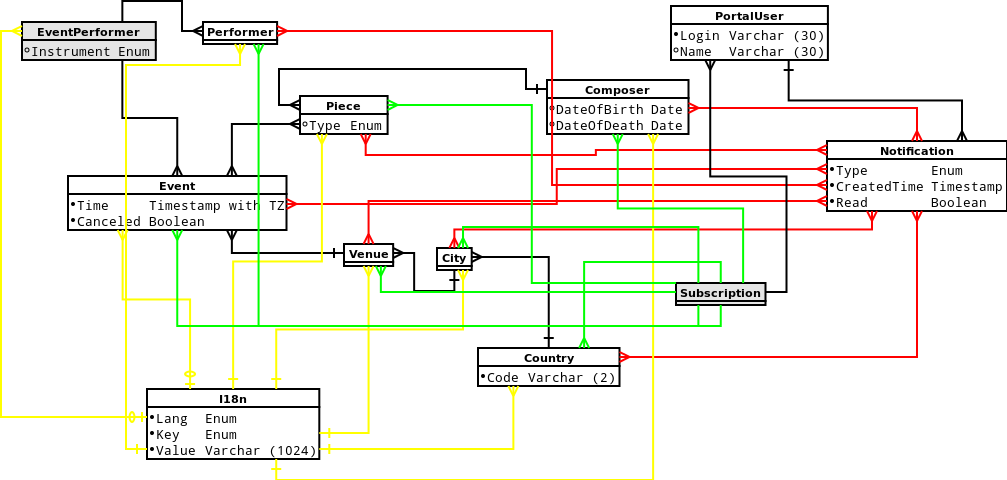 PortalUser
•Login Varchar (30)
◦Name Varchar (30)
EventPerformer
◦Instrument Enum
Performer
Composer
◦DateOfBirth Date
◦DateOfDeath Date
Piece
◦Type Enum
Notification
•Type Enum
•CreatedTime Timestamp
•Read Boolean
Event
•Time Timestamp with TZ
•Canceled Boolean
Venue
City
Subscription
Country
•Code Varchar (2)
I18n
•Lang Enum
•Key Enum
•Value Varchar (1024)